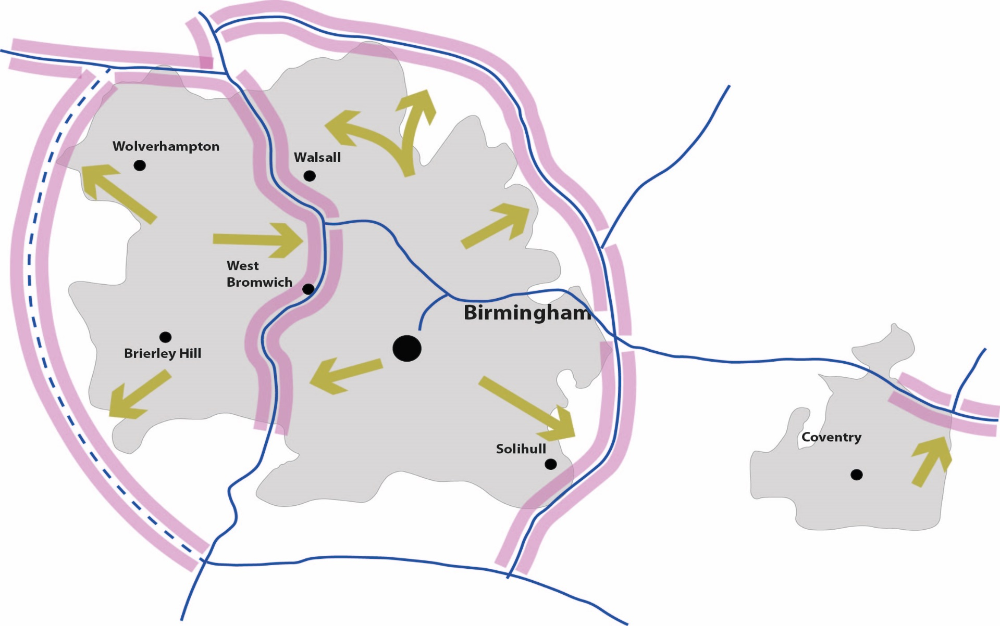 Wolverhampton
Walsall
West
Bromwich
Birmingham
Brierley Hill
Solihull
Coventry